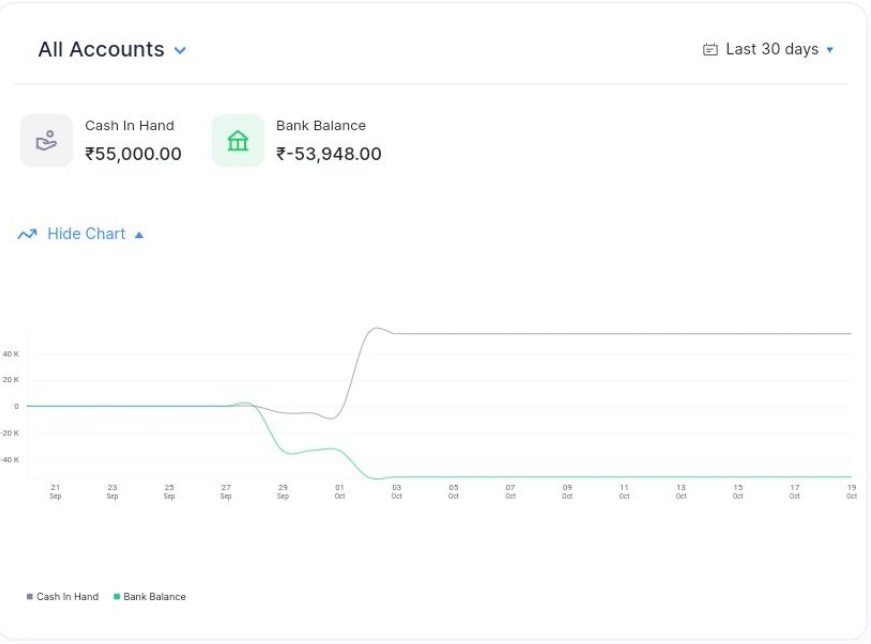 All Accounts
Last 30 days
Cash In Hand
₹55,000.00
Bank Balance
₹-53,948.00
Hide Chart
40 K
20 K
0
-20 K
-40 K
21 23 25 27 29 01 03 05 07 09 11 13 15 17 19
Sep Sep Sep Sep Sep Oct Oct Oct Oct Oct Oct Oct Oct Oct Oct
Cash In Hand Bank Balance